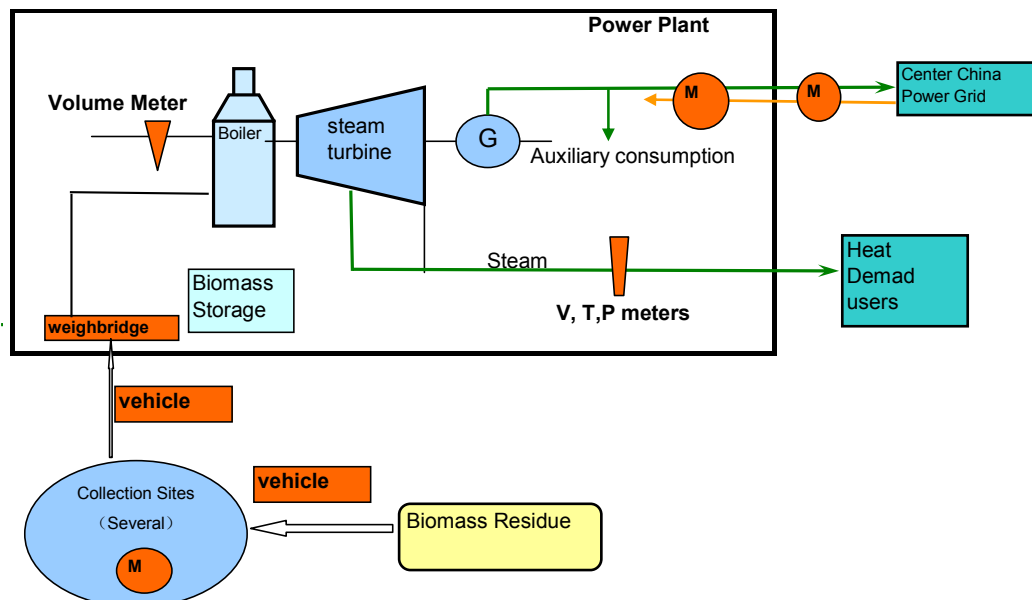 Power Plant
Volume Meter
Boiler
steam
turbine
G
M
M
Center China
Power Grid
Auxiliary consumption
Steam
Heat
Demad
users
Biomass
Storage
V, T,P meters
weighbridge
vehicle
vehicle
Collection Sites
（Several）
M
Biomass Residue